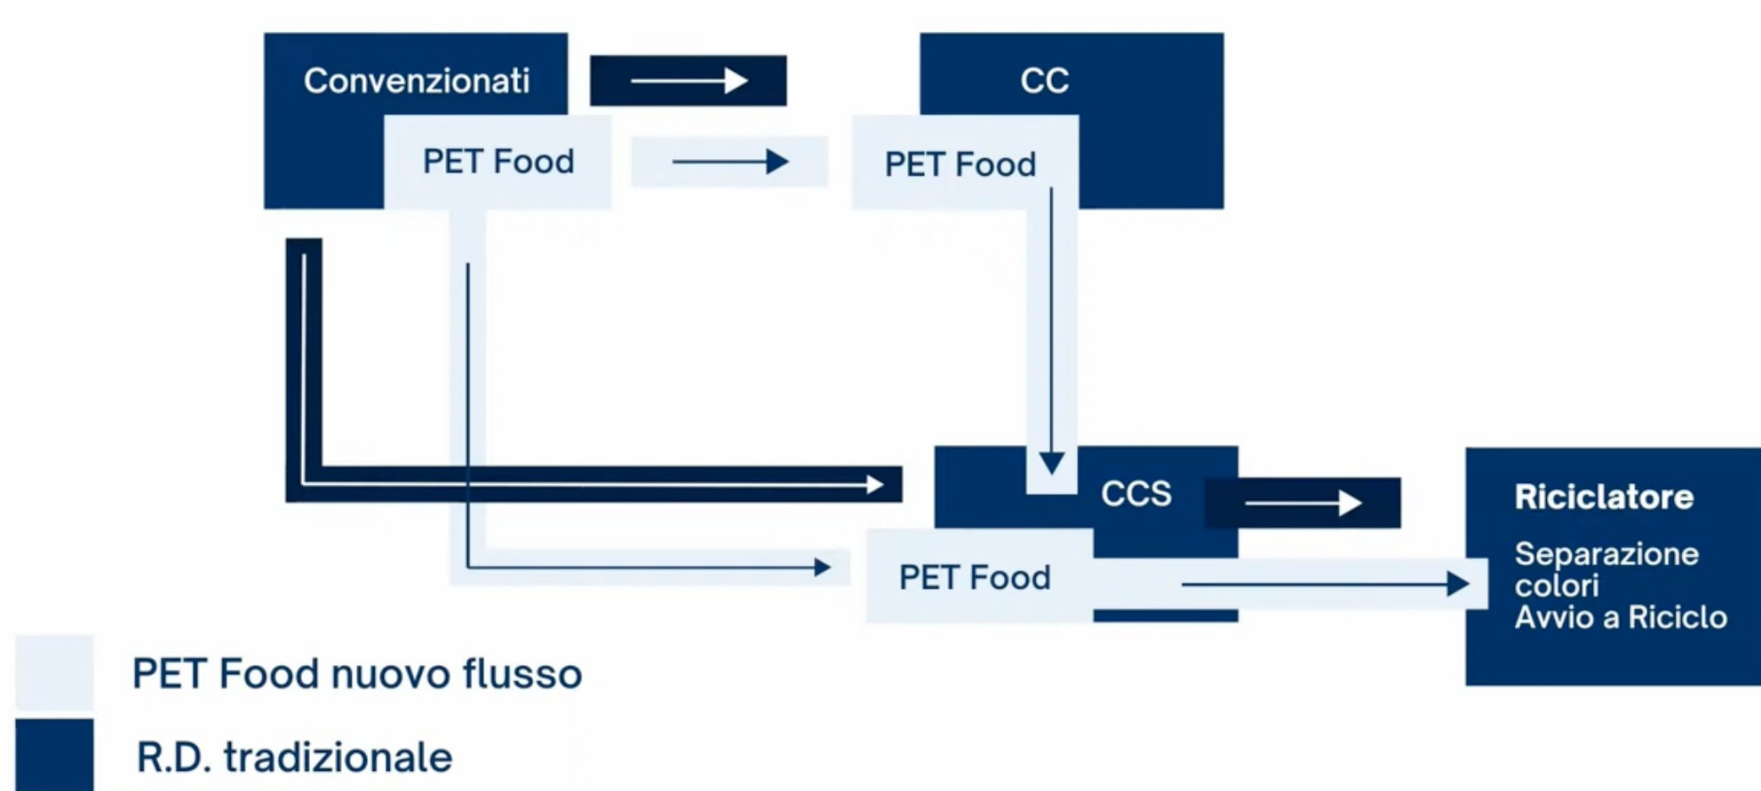 Convenzionati
CC
PET Food
PET Food
CCS
Riciclatore
PET Food
Separazione
colori
Avvio a Riciclo
PET Food nuovo flusso
R.D. tradizionale